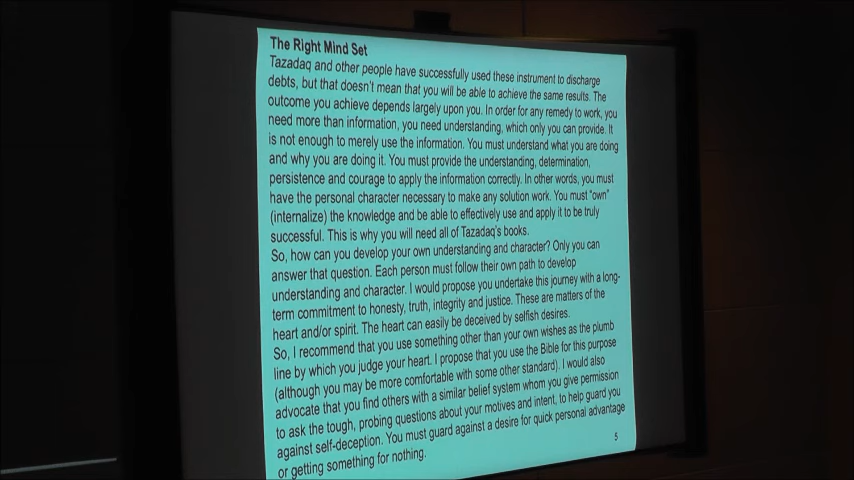 The Right Mind Set
Tazadaq and other people have successfully used these instrument to discharge
debts, but that doesn't mean that you will be able to achieve the same results. The
outcome you achieve depends largely upon you. In order for any remedy to work, you
need more than information, you need understanding, which only you can provide. It
is not enough to merely use the information. You must understand what you are doing
and why you are doing it. You must provide the understanding, determination,
persistence and courage to apply the information correctly. In other words, you must
have the personal character necessary to make any solution work. You must "own"
(internalize) the knowledge and be able to effectively use and apply it to be truly
successful. This is why you will need all of Tazadaq's books.
So, how can you develop your own understanding and character? Only you can
answer that question. Each person must follow their own path to develop
understanding and character. I would propose you undertake this journey with a long-
term commitment to honesty, truth, integrity and justice. These are matters of the
heart and/or spirit. The heart can easily be deceived by selfish desires.
So, I recommend that you use something other than your own wishes as the plumb
line by which you judge your heart. I propose that you use the Bible for this purpose
(although you may be more comfortable with some other standard). I would also
advocate that you find others with a similar belief system whom you give permission
to ask the tough, probing questions about your motives and intent, to help guard you
against self-deception. You must guard against a desire for quick personal advantage
or getting something for nothing.
5